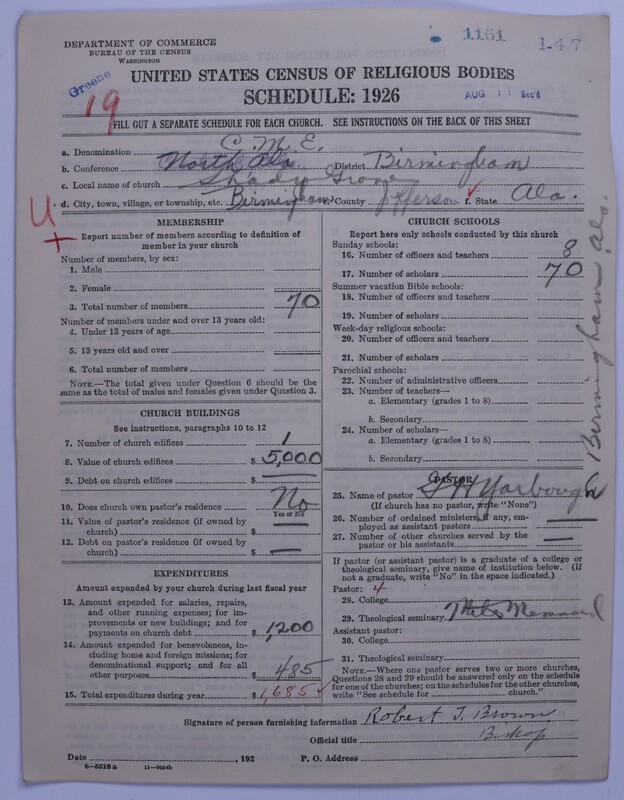 1161
1-47
DEPARTMENT OF COMMERCE
BUREAU OF THE CENSUS
WASHINGTON
Greene
19
AUG 11 Rec'd
UNITED STATES CENSUS OF RELIGIOUS BODIES
SCHEDULE: 1926
FILL OUT A SEPARATE SCHEDULE FOR EACH CHURCH. SEE INSTRUCTIONS ON THE BACK OF THIS SHEET
a. Denomination C. M. E.
b. Conference North Ala. District Birmingham
c. Local name of church Shady Grove
d. City, town, village, or township, etc. Birmingham County Jefferson f. State Ala.
U
MEMBERSHIP
Report number of members according to definition of member in your church
Number of members, by sex:
1. Male
2. Female
3. Total number of members 70
Number of members under and over 13 years old:
4. Under 13 years of age
5. 13 years old and over
6. Total number of members
NOTE.—The total given under Question 6 should be the same as the total of males and females given under Question 3.
CHURCH BUILDINGS
See instructions, paragraphs 10 to 12
7. Number of church edifices 1
8. Value of church edifices $ 5,000
9. Debt on church edifices $ —
10. Does church own pastor's residence No
Yes or No
11. Value of pastor's residence (if owned by church) $ —
12. Debt on pastor's residence (if owned by church) $ —
EXPENDITURES
Amount expended by your church during last fiscal year
13. Amount expended for salaries, repairs, and other running expenses; for improvements or new buildings; and for payments on church debt $ 1200
14. Amount expended for benevolences, including home and foreign missions; for denominational support; and for all other purposes $ 485
15. Total expenditures during year $ 1,685
CHURCH SCHOOLS
Report here only schools conducted by this church
Sunday schools:
16. Number of officers and teachers 8
17. Number of scholars 70
Summer vacation Bible schools:
18. Number of officers and teachers
19. Number of scholars
Week-day religious schools:
20. Number of officers and teachers
21. Number of scholars
Parochial schools:
22. Number of administrative officers
23. Number of teachers—
a. Elementary (grades 1 to 8)
b. Secondary
24. Number of scholars—
a. Elementary (grades 1 to 8)
b. Secondary
Birmingham, Ala.
PASTOR
25. Name of pastor H Yarbough
(If church has no pastor, write "None")
26. Number of ordained ministers, if any, employed as assistant pastors —
27. Number of other churches served by the pastor or his assistants —
If pastor (or assistant pastor) is a graduate of a college or theological seminary, give name of institution below. (If not a graduate, write "No" in the space indicated.)
Pastor: 4
28. College
29. Theological seminary
Assistant pastor:
30. College
31. Theological seminary
NOTE.—Where one pastor serves two or more churches, Questions 28 and 29 should be answered only on the schedule for one of the churches; on the schedules for the other churches, write "See schedule for ______ church."
Signature of person furnishing information Robert T. Brown,
Official title Bishop
Date , 192 P. O. Address
6—5518a 11—9054b